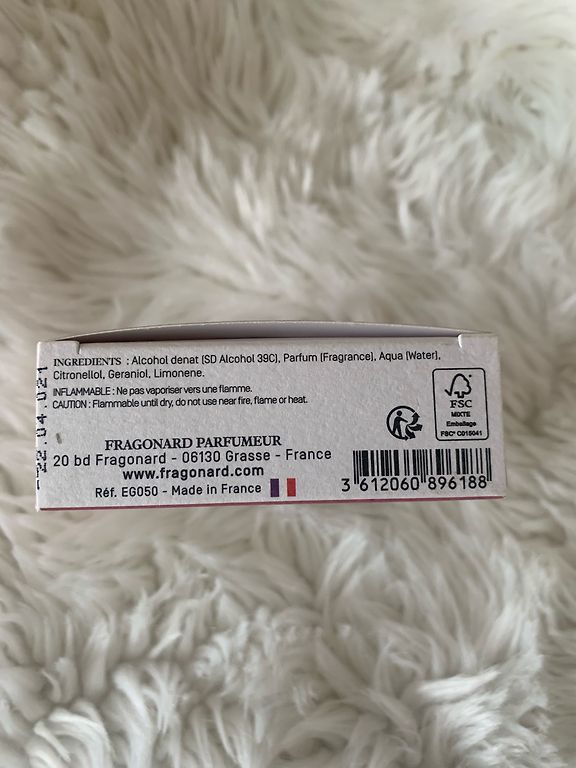 INGREDIENTS : Alcohol denat (SD Alcohol 39C), Parfum (Fragrance), Aqua (Water),
Citronellol, Geraniol, Limonene.
INFLAMMABLE : Ne pas vaporiser vers une flamme.
CAUTION : Flammable until dry, do not use near fire, flame or heat.
FRAGONARD PARFUMEUR
20 bd Fragonard - 06130 Grasse - France
www.fragonard.com
Réf. EG050 - Made in France
FSC
MIXTE
Emballage
FSC® C015041
3 612060 896188
22.04.021